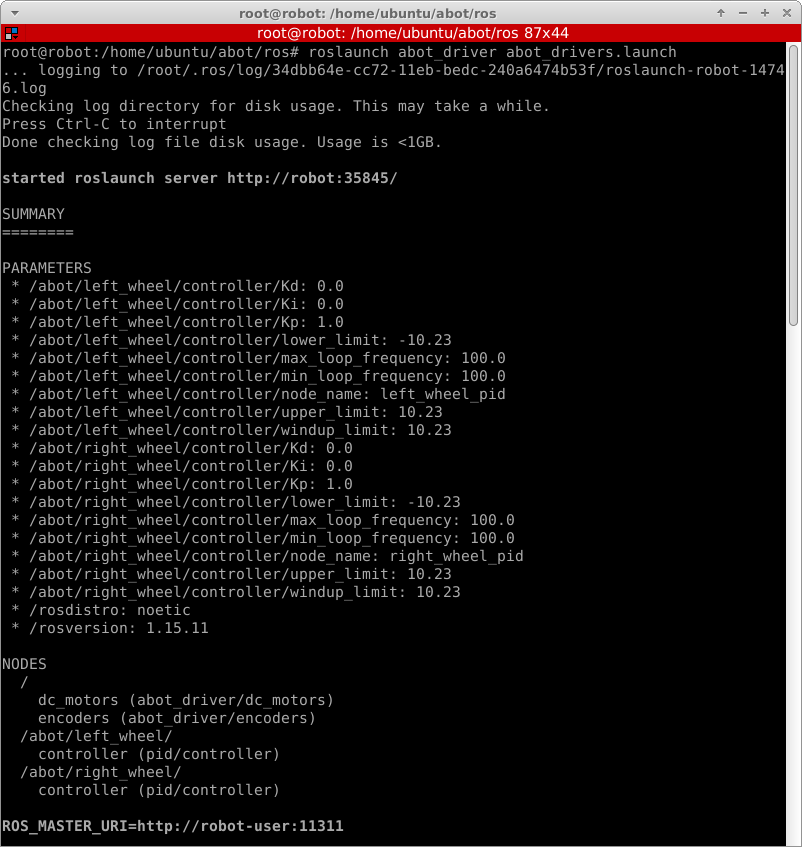 root@robot: /home/ubuntu/abot/ros
root@robot: /home/ubuntu/abot/ros 87x44
root@robot:/home/ubuntu/abot/ros# roslaunch abot_driver abot_drivers.launch
... logging to /root/.ros/log/34dbb64e-cc72-11eb-bedc-240a6474b53f/roslaunch-robot-1474
6.log
Checking log directory for disk usage. This may take a while.
Press Ctrl-C to interrupt
Done checking log file disk usage. Usage is <1GB.
started roslaunch server http://robot:35845/
SUMMARY
========
PARAMETERS
 * /abot/left_wheel/controller/Kd: 0.0
 * /abot/left_wheel/controller/Ki: 0.0
 * /abot/left_wheel/controller/Kp: 1.0
 * /abot/left_wheel/controller/lower_limit: -10.23
 * /abot/left_wheel/controller/max_loop_frequency: 100.0
 * /abot/left_wheel/controller/min_loop_frequency: 100.0
 * /abot/left_wheel/controller/node_name: left_wheel_pid
 * /abot/left_wheel/controller/upper_limit: 10.23
 * /abot/left_wheel/controller/windup_limit: 10.23
 * /abot/right_wheel/controller/Kd: 0.0
 * /abot/right_wheel/controller/Ki: 0.0
 * /abot/right_wheel/controller/Kp: 1.0
 * /abot/right_wheel/controller/lower_limit: -10.23
 * /abot/right_wheel/controller/max_loop_frequency: 100.0
 * /abot/right_wheel/controller/min_loop_frequency: 100.0
 * /abot/right_wheel/controller/node_name: right_wheel_pid
 * /abot/right_wheel/controller/upper_limit: 10.23
 * /abot/right_wheel/controller/windup_limit: 10.23
 * /rosdistro: noetic
 * /rosversion: 1.15.11
NODES
  /
    dc_motors (abot_driver/dc_motors)
    encoders (abot_driver/encoders)
  /abot/left_wheel/
    controller (pid/controller)
  /abot/right_wheel/
    controller (pid/controller)
ROS_MASTER_URI=http://robot-user:11311